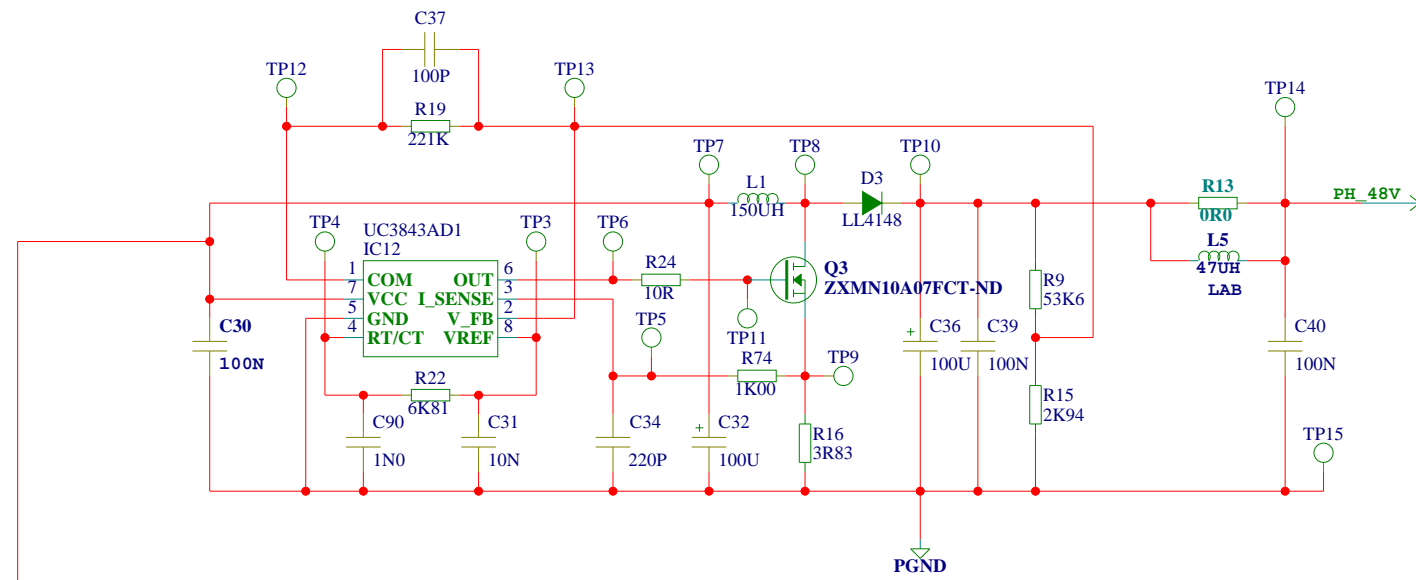 C37
100P
TP12
TP13
R19
221K
TP14
TP7
TP8
TP10
L1
150UH
D3
LL4148
R13
0R0
PH_48V
L5
47UH
LAB
TP4
UC3843AD1
IC12
TP3
TP6
1
COM
OUT
6
7
VCC
I_SENSE
3
5
GND
V_FB
2
4
RT/CT
VREF
8
R24
10R
Q3
ZXMN10A07FCT-ND
TP11
R9
53K6
C30
100N
TP5
R74
1K00
TP9
C36
100U
C39
100N
C40
100N
R22
6K81
R15
2K94
C90
1N0
C31
10N
C34
220P
C32
100U
R16
3R83
TP15
PGND